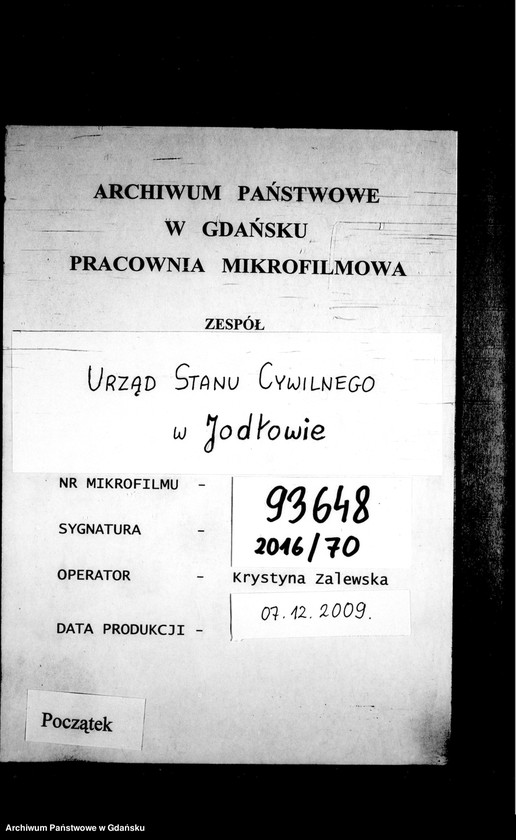 ARCHIWUM PAŃSTWOWE
W GDAŃSKU
PRACOWNIA MIKROFILMOWA
ZESPÓŁ
URZĄD STANU CYWILNEGO
w Jodłowie
NR MIKROFILMU - 93648
SYGNATURA - 2016/70
OPERATOR - Krystyna Zalewska
DATA PRODUKCJI - 07.12.2009.
Początek
Archiwum Państwowe w Gdańsku